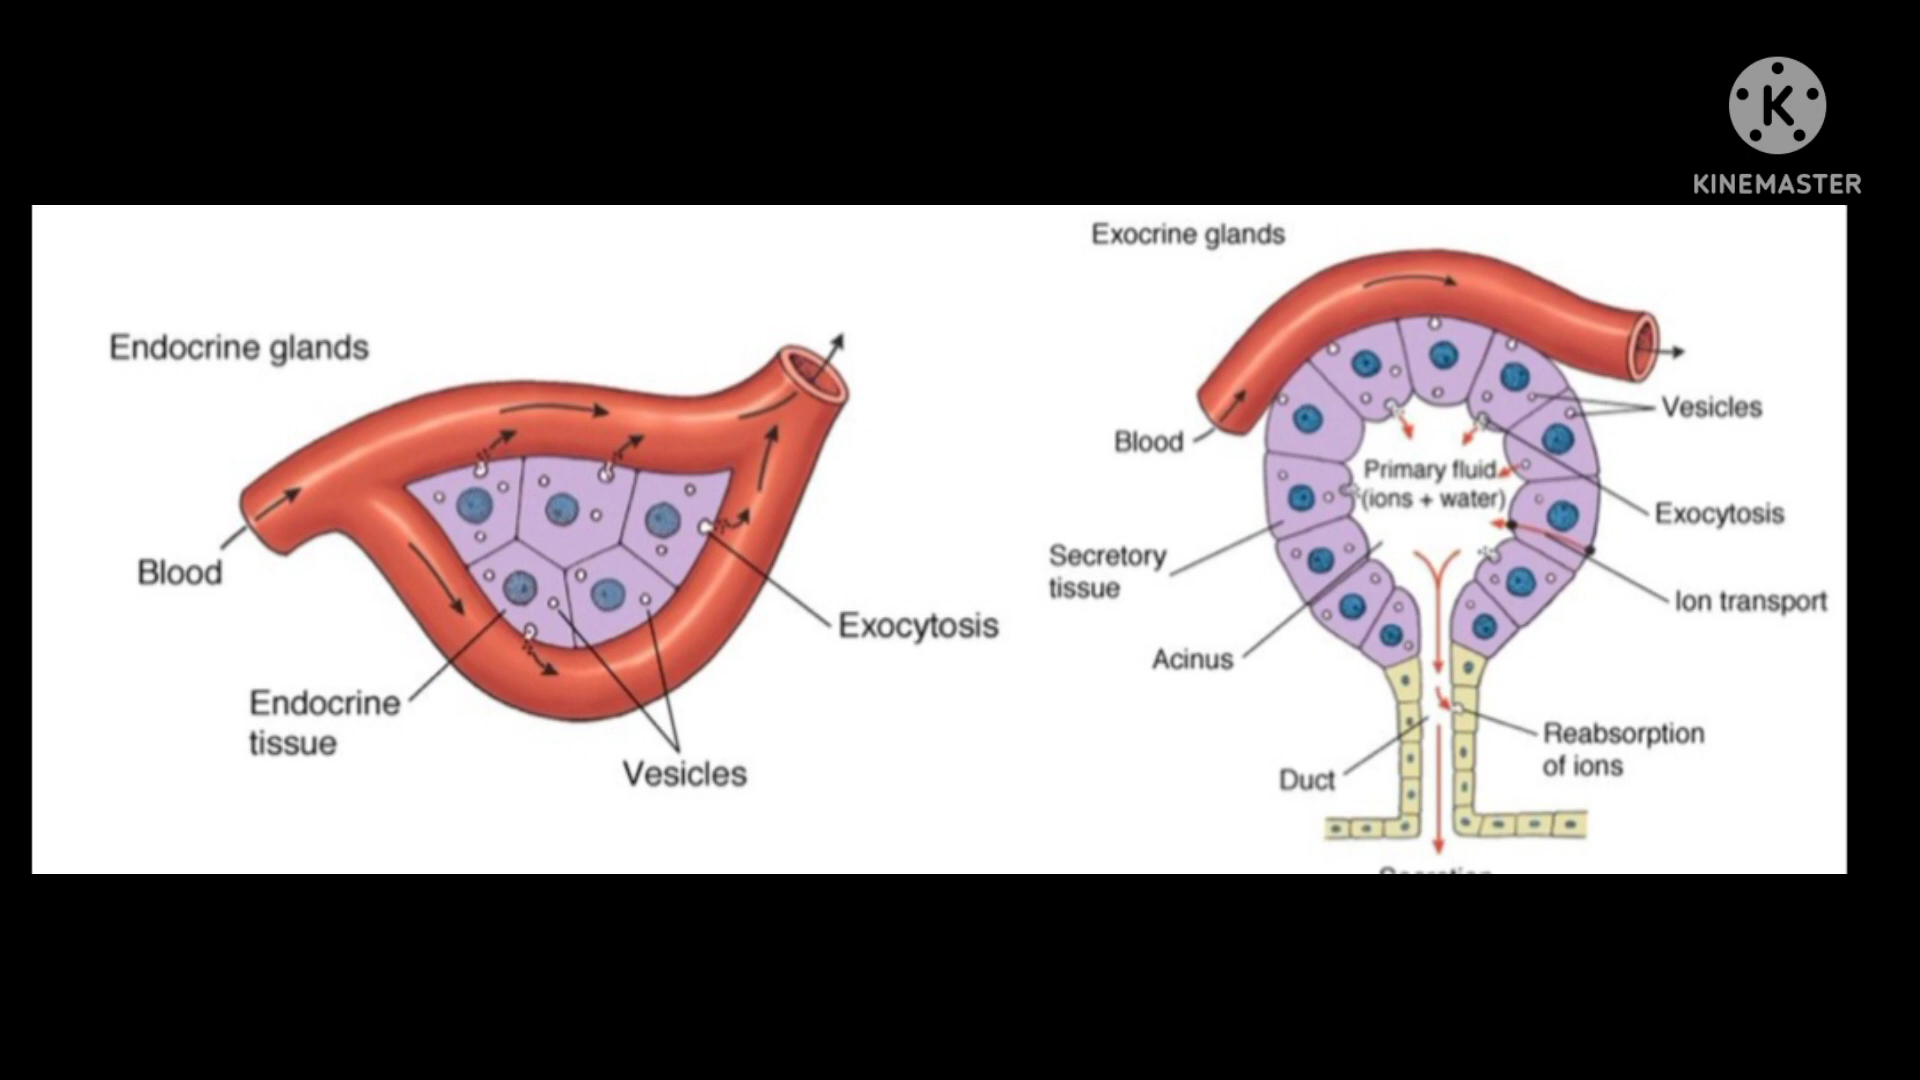 K
KINEMASTER
Endocrine glands
Blood
Endocrine
tissue
Vesicles
Exocytosis
Exocrine glands
Blood
Vesicles
Primary fluid
(ions + water)
Exocytosis
Secretory
tissue
Ion transport
Acinus
Reabsorption
of ions
Duct